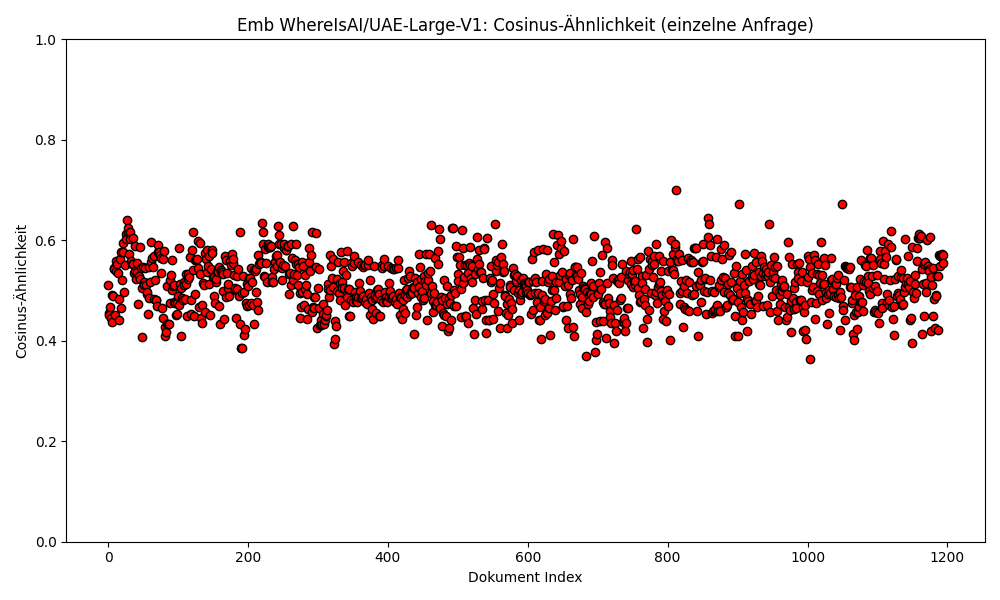 Emb WhereIsAI/UAE-Large-V1: Cosinus-Ähnlichkeit (einzelne Anfrage)
1.0
0.8
0.6
0.4
0.2
0.0
Cosinus-Ähnlichkeit
0 200 400 600 800 1000 1200
Dokument Index